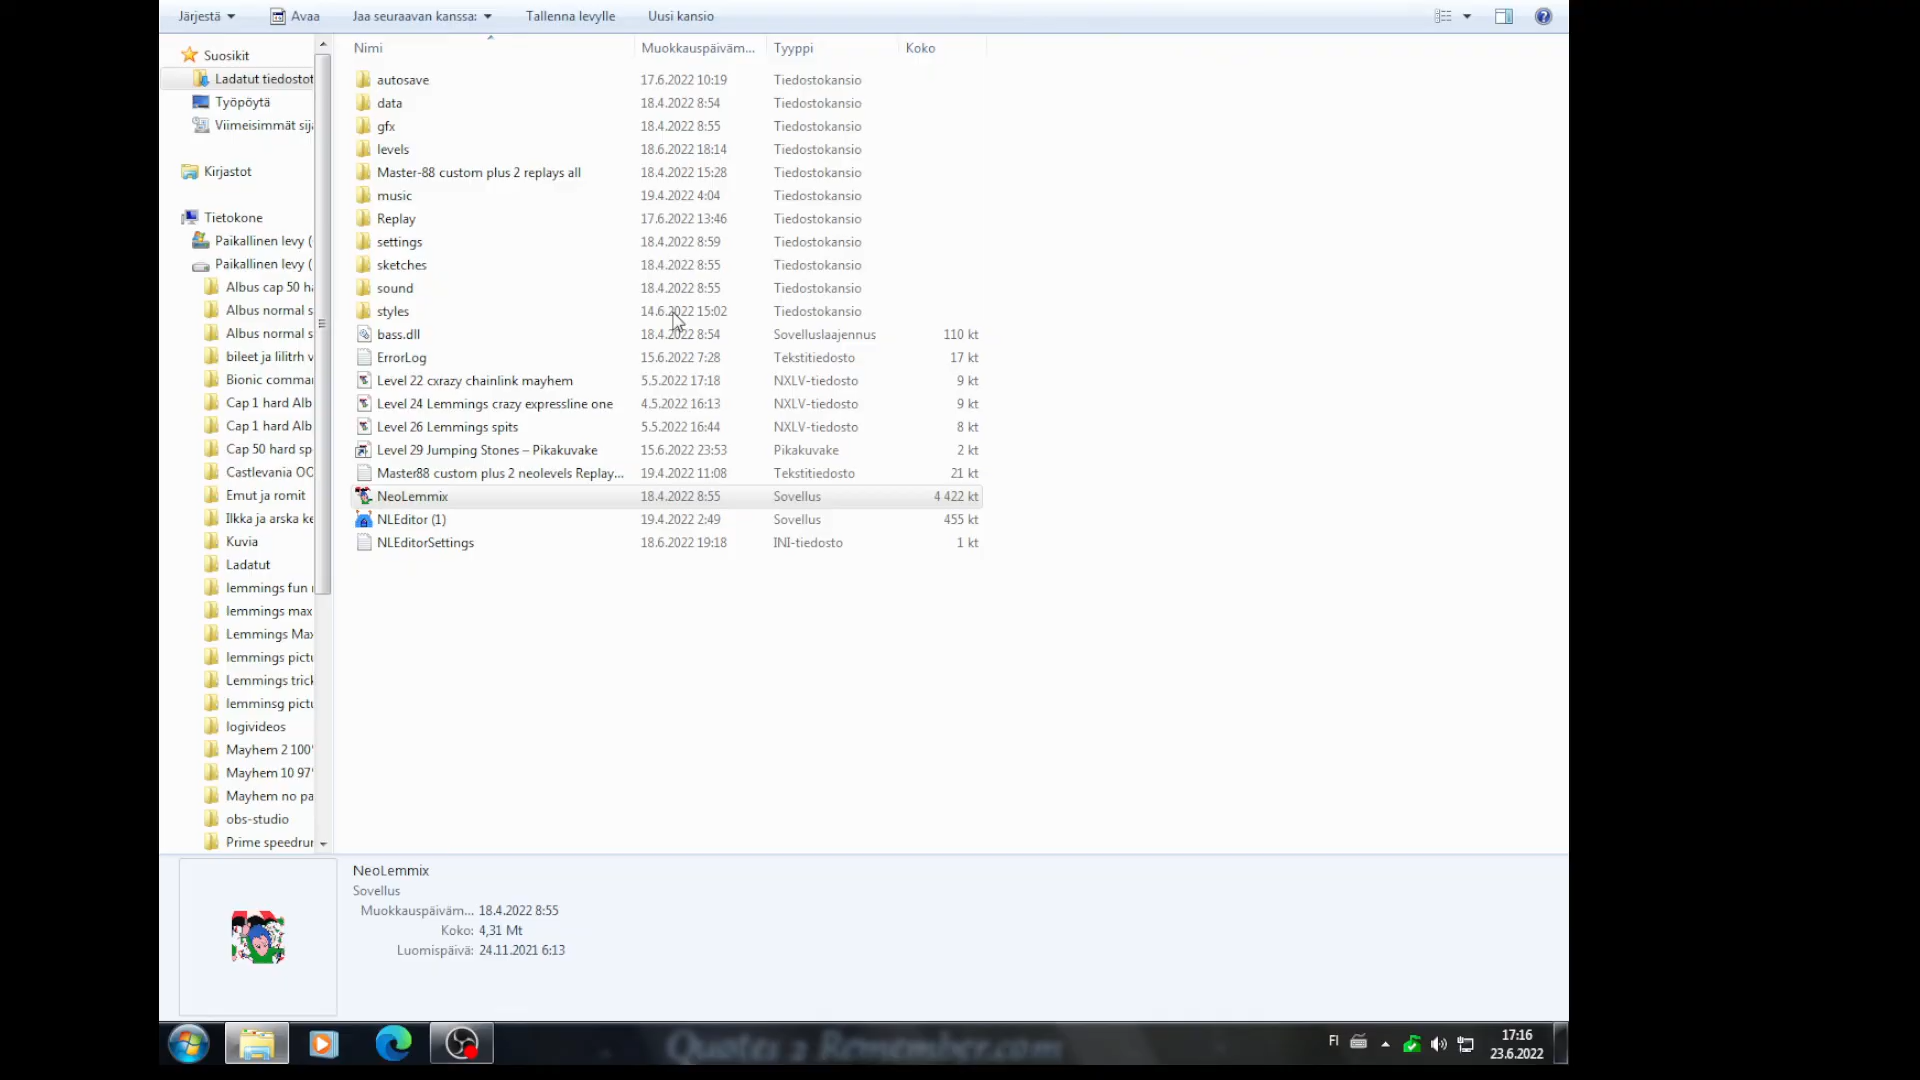 Järjestä Avaa Jaa seuraavan kanssa: Tallenna levylle Uusi kansio
Nimi Muokkauspäiväm... Tyyppi Koko
Suosikit
Ladatut tiedostot
Työpöytä
Viimeisimmät sij
Kirjastot
Tietokone
Paikallinen levy (
Paikallinen levy (
Albus cap 50 h
Albus normal s
Albus normal s
bileet ja lilitrh v
Bionic comma
Cap 1 hard Alb
Cap 1 hard Alb
Cap 50 hard sp
Castlevania OO
Emut ja romit
Ilkka ja arska ke
Kuvia
Ladatut
lemmings fun
lemmings max
Lemmings Max
lemmings pictu
Lemmings trick
lemminsg pictu
logivideos
Mayhem 2 100'
Mayhem 10 97'
Mayhem no pa
obs-studio
Prime speedrur
autosave 17.6.2022 10:19 Tiedostokansio
data 18.4.2022 8:54 Tiedostokansio
gfx 18.4.2022 8:55 Tiedostokansio
levels 18.6.2022 18:14 Tiedostokansio
Master-88 custom plus 2 replays all 18.4.2022 15:28 Tiedostokansio
music 19.4.2022 4:04 Tiedostokansio
Replay 17.6.2022 13:46 Tiedostokansio
settings 18.4.2022 8:59 Tiedostokansio
sketches 18.4.2022 8:55 Tiedostokansio
sound 18.4.2022 8:55 Tiedostokansio
styles 14.6.2022 15:02 Tiedostokansio
bass.dll 18.4.2022 8:54 Sovelluslaajennus 110 kt
ErrorLog 15.6.2022 7:28 Tekstitiedosto 17 kt
Level 22 cxrazy chainlink mayhem 5.5.2022 17:18 NXLV-tiedosto 9 kt
Level 24 Lemmings crazy expressline one 4.5.2022 16:13 NXLV-tiedosto 9 kt
Level 26 Lemmings spits 5.5.2022 16:44 NXLV-tiedosto 8 kt
Level 29 Jumping Stones – Pikakuvake 15.6.2022 23:53 Pikakuvake 2 kt
Master88 custom plus 2 neolevels Replay... 19.4.2022 11:08 Tekstitiedosto 21 kt
NeoLemmix 18.4.2022 8:55 Sovellus 4 422 kt
NLEditor (1) 19.4.2022 2:49 Sovellus 455 kt
NLEditorSettings 18.6.2022 19:18 INI-tiedosto 1 kt
NeoLemmix
Sovellus
Muokkauspäiväm... 18.4.2022 8:55
Koko: 4,31 Mt
Luomispäivä: 24.11.2021 6:13
Quotes 2 Remember.com
FI 17:16
23.6.2022